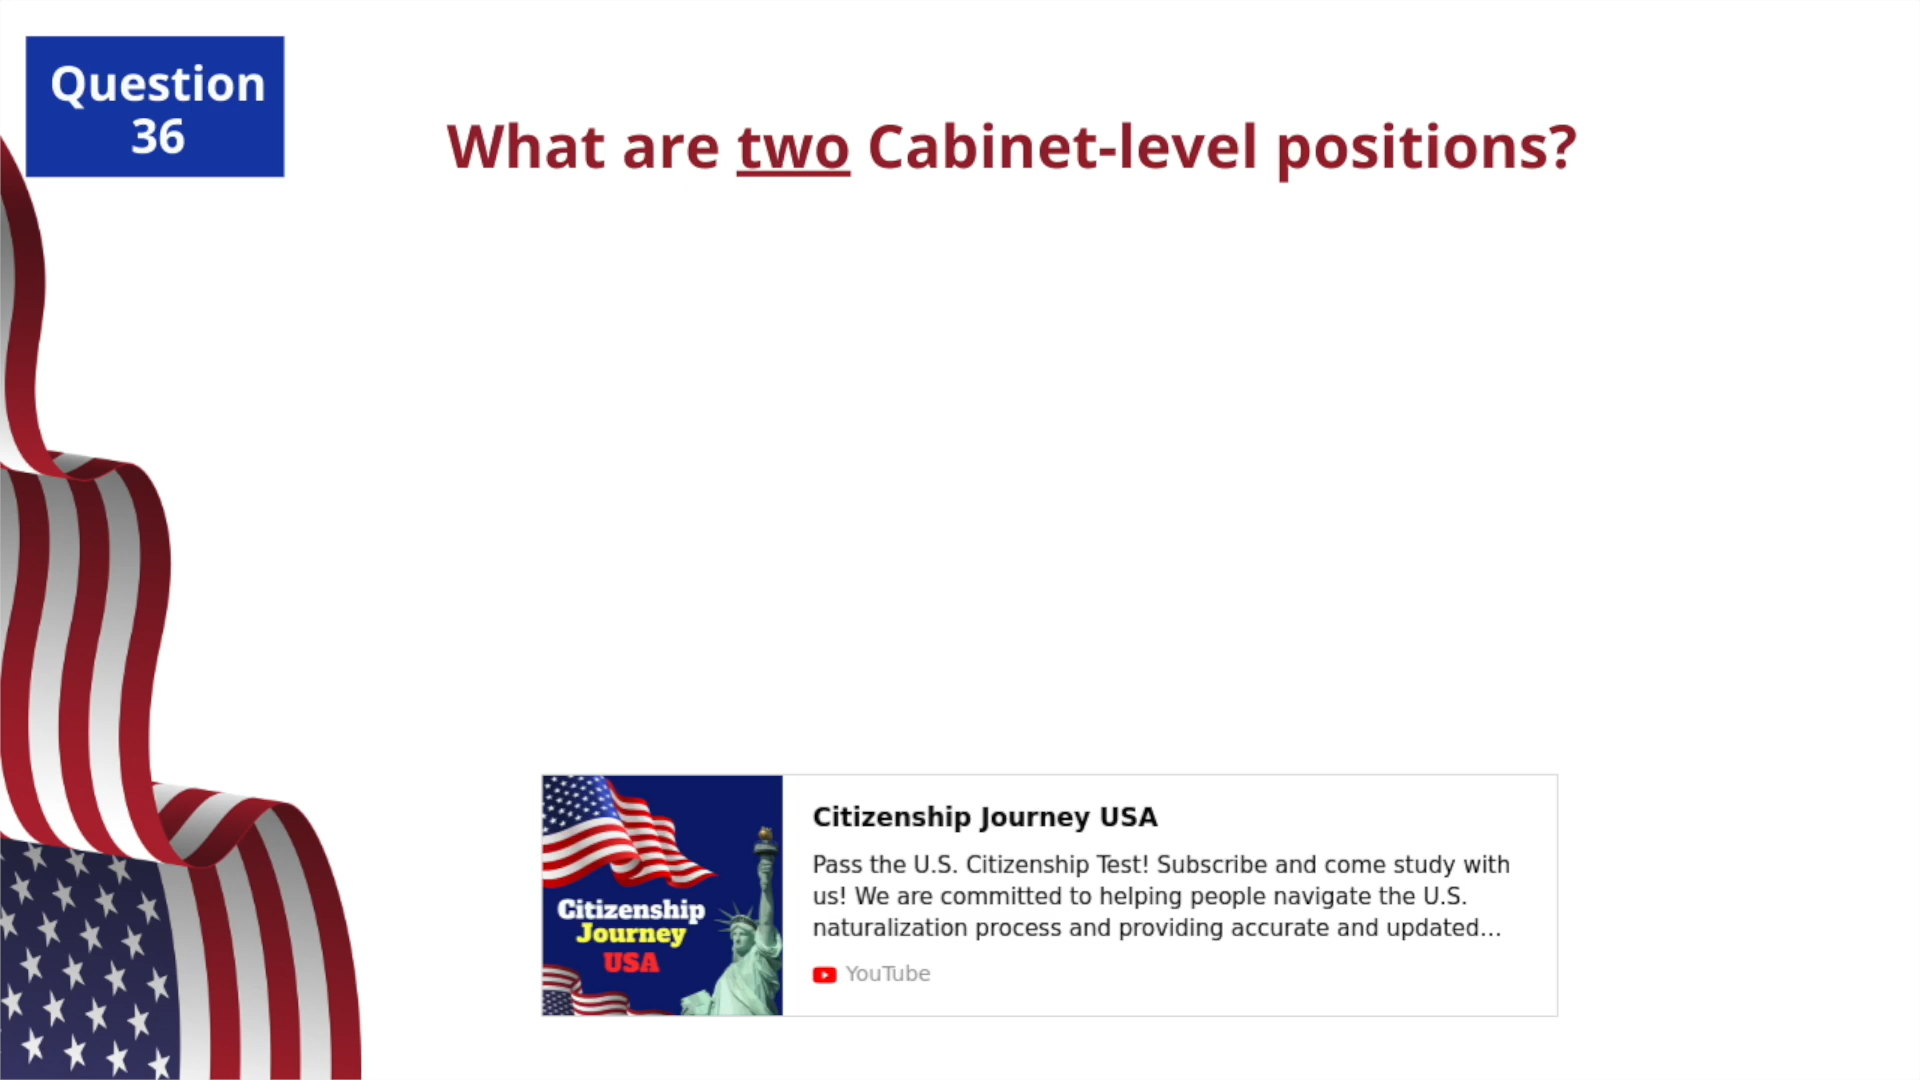 Question
36
What are two Cabinet-level positions?
Citizenship
Journey
USA
Citizenship Journey USA
Pass the U.S. Citizenship Test! Subscribe and come study with
us! We are committed to helping people navigate the U.S.
naturalization process and providing accurate and updated...
YouTube